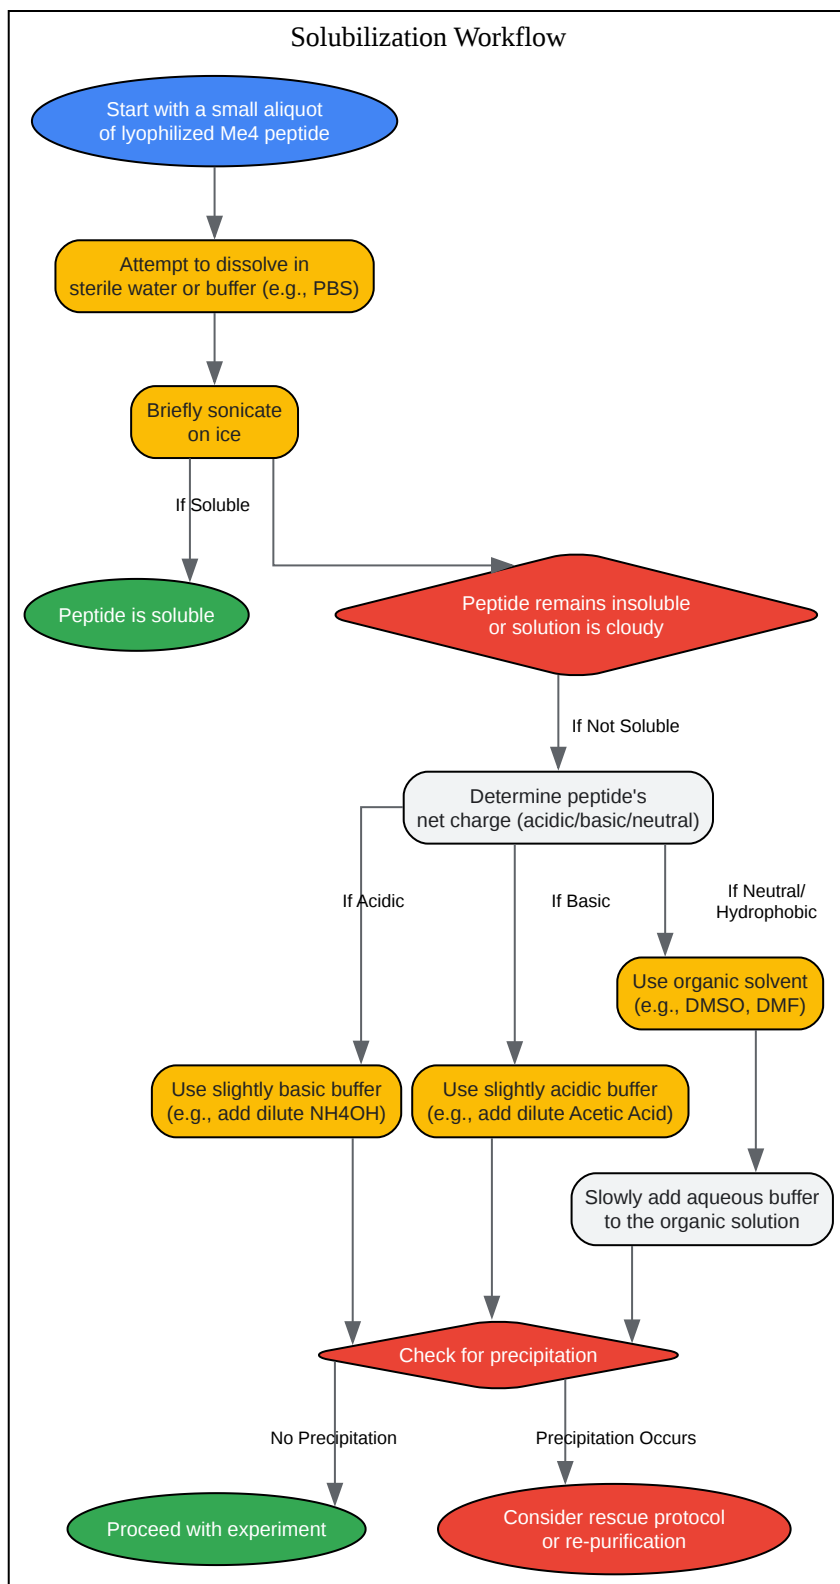 Solubilization Workflow
Start with a small aliquot
of lyophilized Me4 peptide
Attempt to dissolve in
sterile water or buffer (e.g., PBS)
Briefly sonicate
on ice
If Soluble
Peptide is soluble
Peptide remains insoluble
or solution is cloudy
If Not Soluble
Determine peptide's
net charge (acidic/basic/neutral)
If Acidic
If Basic
If Neutral/
Hydrophobic
Use organic solvent
(e.g., DMSO, DMF)
Use slightly basic buffer
(e.g., add dilute NH4OH)
Use slightly acidic buffer
(e.g., add dilute Acetic Acid)
Slowly add aqueous buffer
to the organic solution
Check for precipitation
No Precipitation
Precipitation Occurs
Proceed with experiment
Consider rescue protocol
or re-purification